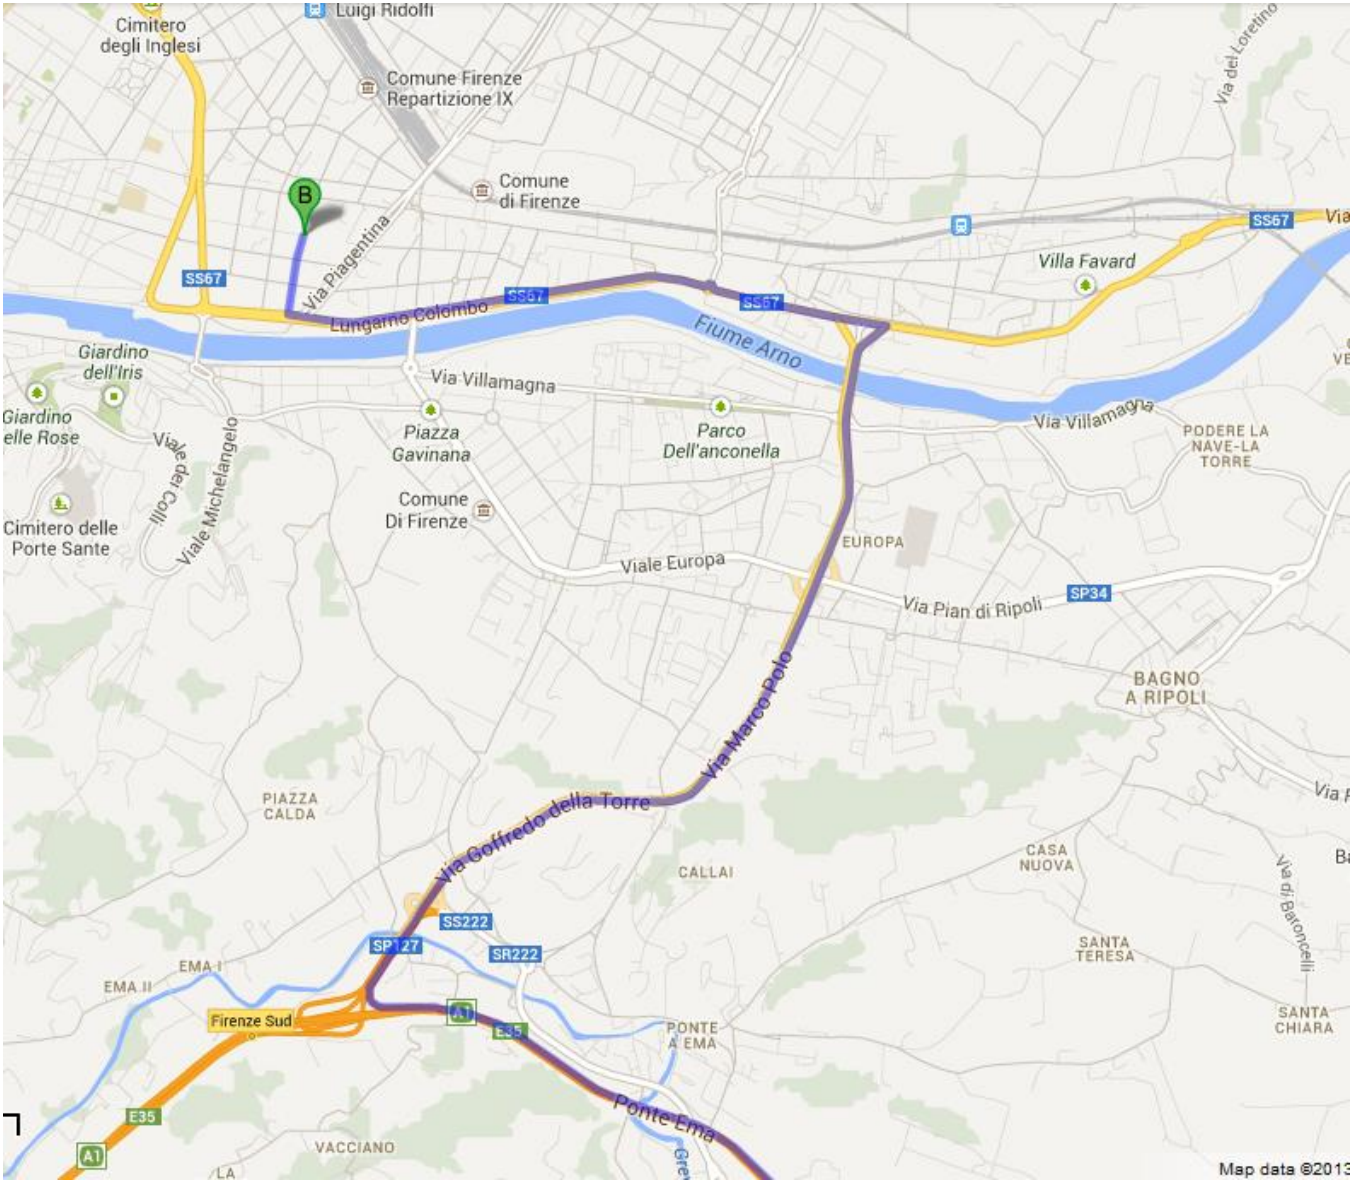 Luigi Ridolfi
Cimitero
degli Inglesi
Comune Firenze
Repartizione IX
Via del Loretino
B
Comune
di Firenze
SS67
Via
Via Piagentina
Villa Favard
SS67
SS67
SS67
Lungarno Colombo
Fiume Arno
Giardino
dell'Iris
Via Villamagna
Giardino
elle Rose
Piazza
Gavinana
Parco
Dell'anconella
Via Villamagna
PODERE LA
NAVE-LA
TORRE
Viale dei Colli
Viale Michelangelo
Comune
Di Firenze
Cimitero delle
Porte Sante
EUROPA
Viale Europa
SP34
Via Pian di Ripoli
BAGNO
A RIPOLI
Via Marco Polo
PIAZZA
CALDA
Via Goffredo della Torre
CASA
NUOVA
CALLAI
Via di Baroncelli
SS222
SP127
SR222
SANTA
TERESA
EMA I
EMA II
Firenze Sud
A1
E35
PONTE
A EMA
SANTA
CHIARA
E35
Ponte Ema
VACCIANO
A1
LA
Grev
Map data ©2013